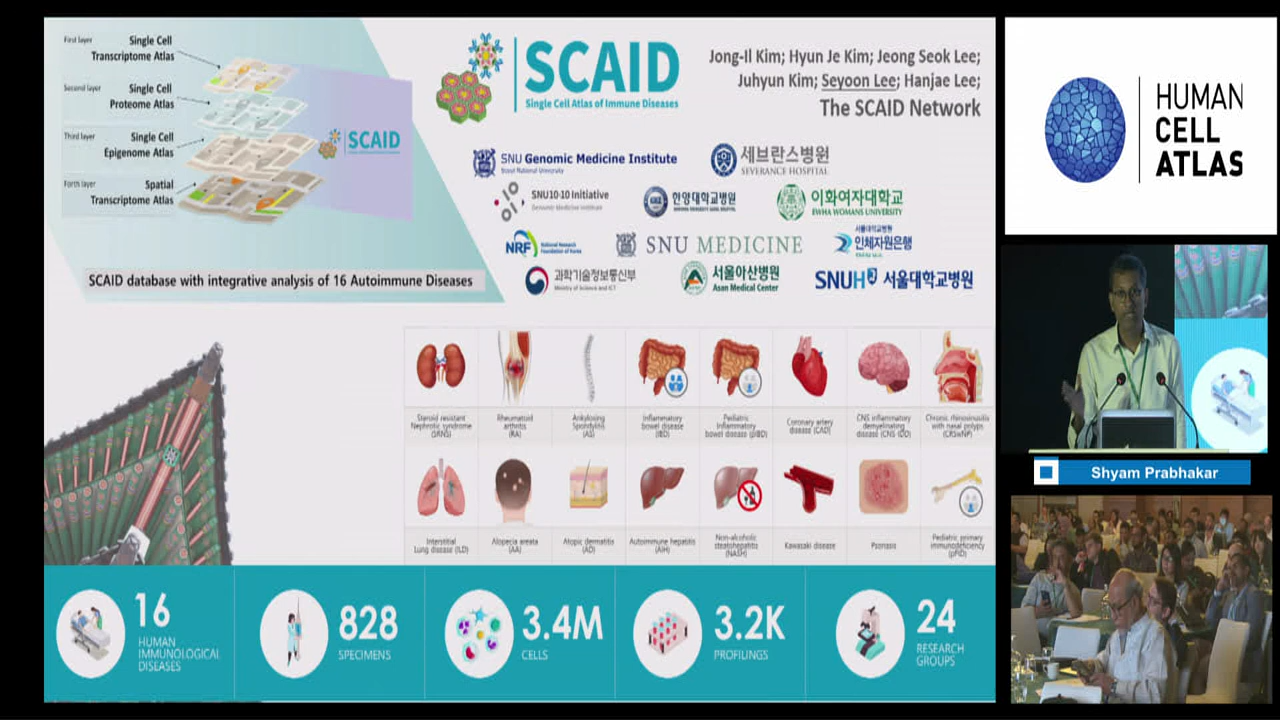 First layer
Single Cell
Transcriptome Atlas
Second layer
Single Cell
Proteome Atlas
Third layer
Single Cell
Epigenome Atlas
Forth layer
Spatial
Transcriptome Atlas
SCAID
SCAID database with integrative analysis of 16 Autoimmune Diseases
SCAID
Single Cell Atlas of Immune Diseases
Jong-Il Kim; Hyun Je Kim; Jeong Seok Lee;
Juhyun Kim; Seyoon Lee; Hanjae Lee;
The SCAID Network
SNU Genomic Medicine Institute
Seoul National University
세브란스병원
SEVERANCE HOSPITAL
SNU10·10 Initiative
Genomic Medicine Institute
한양대학교병원
이화여자대학교
EWHA WOMANS UNIVERSITY
NRF National Research
Foundation of Korea
SNU MEDICINE
서울대학교병원
인체자원은행
과학기술정보통신부
Ministry of Science and ICT
서울아산병원
Asan Medical Center
SNUH 서울대학교병원
Steroid resistant
Nephrotic syndrome
(SRNS)
Rheumatoid
arthritis
(RA)
Ankylosing
Spondylitis
(AS)
Inflammatory
bowel disease
(IBD)
Pediatric
Inflammatory
bowel disease (pIBD)
Coronary artery
disease (CAD)
CNS inflammatory
demyelinating
disease (CNS IDD)
Chronic rhinosinusitis
with nasal polyps
(CRSwNP)
Interstitial
Lung disease (ILD)
Alopecia areata
(AA)
Atopic dermatitis
(AD)
Autoimmune hepatitis
(AIH)
Non-alcoholic
steatohepatitis
(NASH)
Kawasaki disease
Psoriasis
Pediatric primary
immunodeficiency
(pPID)
16
HUMAN
IMMUNOLOGICAL
DISEASES
828
SPECIMENS
3.4M
CELLS
3.2K
PROFILINGS
24
RESEARCH
GROUPS
HUMAN
CELL
ATLAS
Shyam Prabhakar